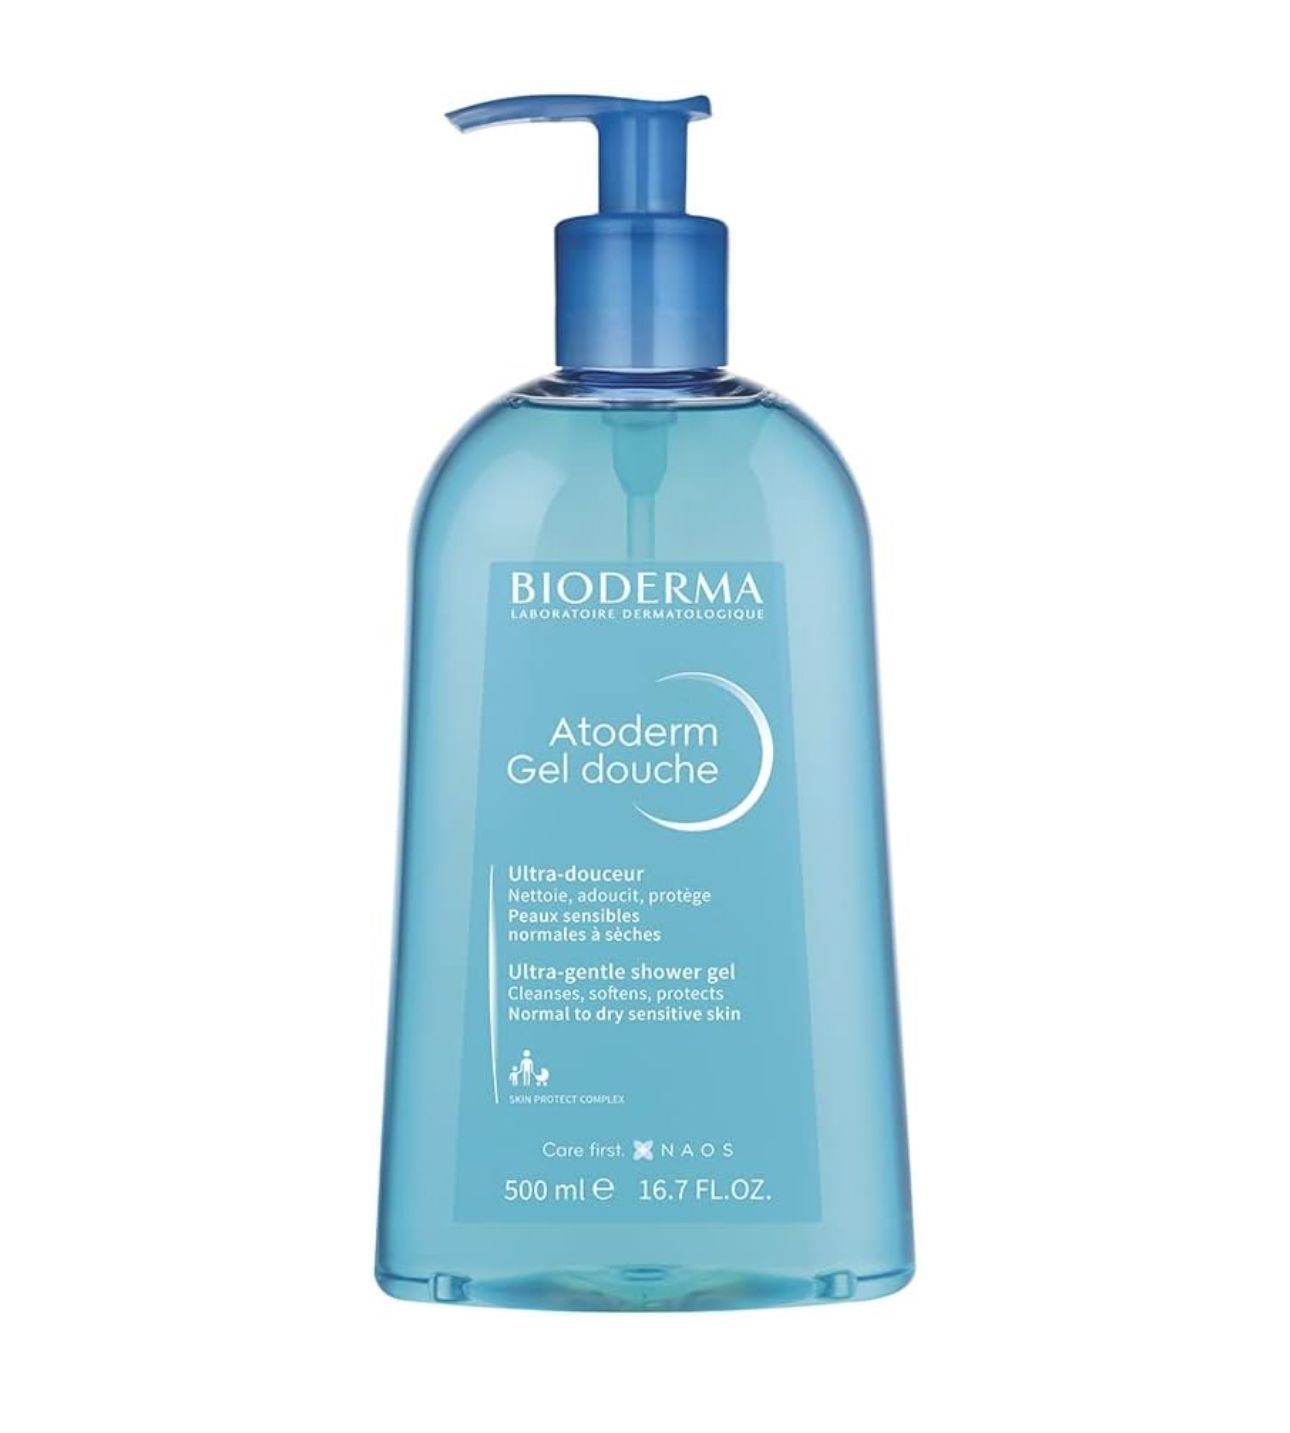 BIODERMA
LABORATOIRE DERMATOLOGIQUE
Atoderm
Gel douche
Ultra-douceur
Nettoie, adoucit, protège
Peaux sensibles
normales à sèches
Ultra-gentle shower gel
Cleanses, softens, protects
Normal to dry sensitive skin
SKIN PROTECT COMPLEX
Care first. NAOS
500 ml ℮ 16.7 FL.OZ.